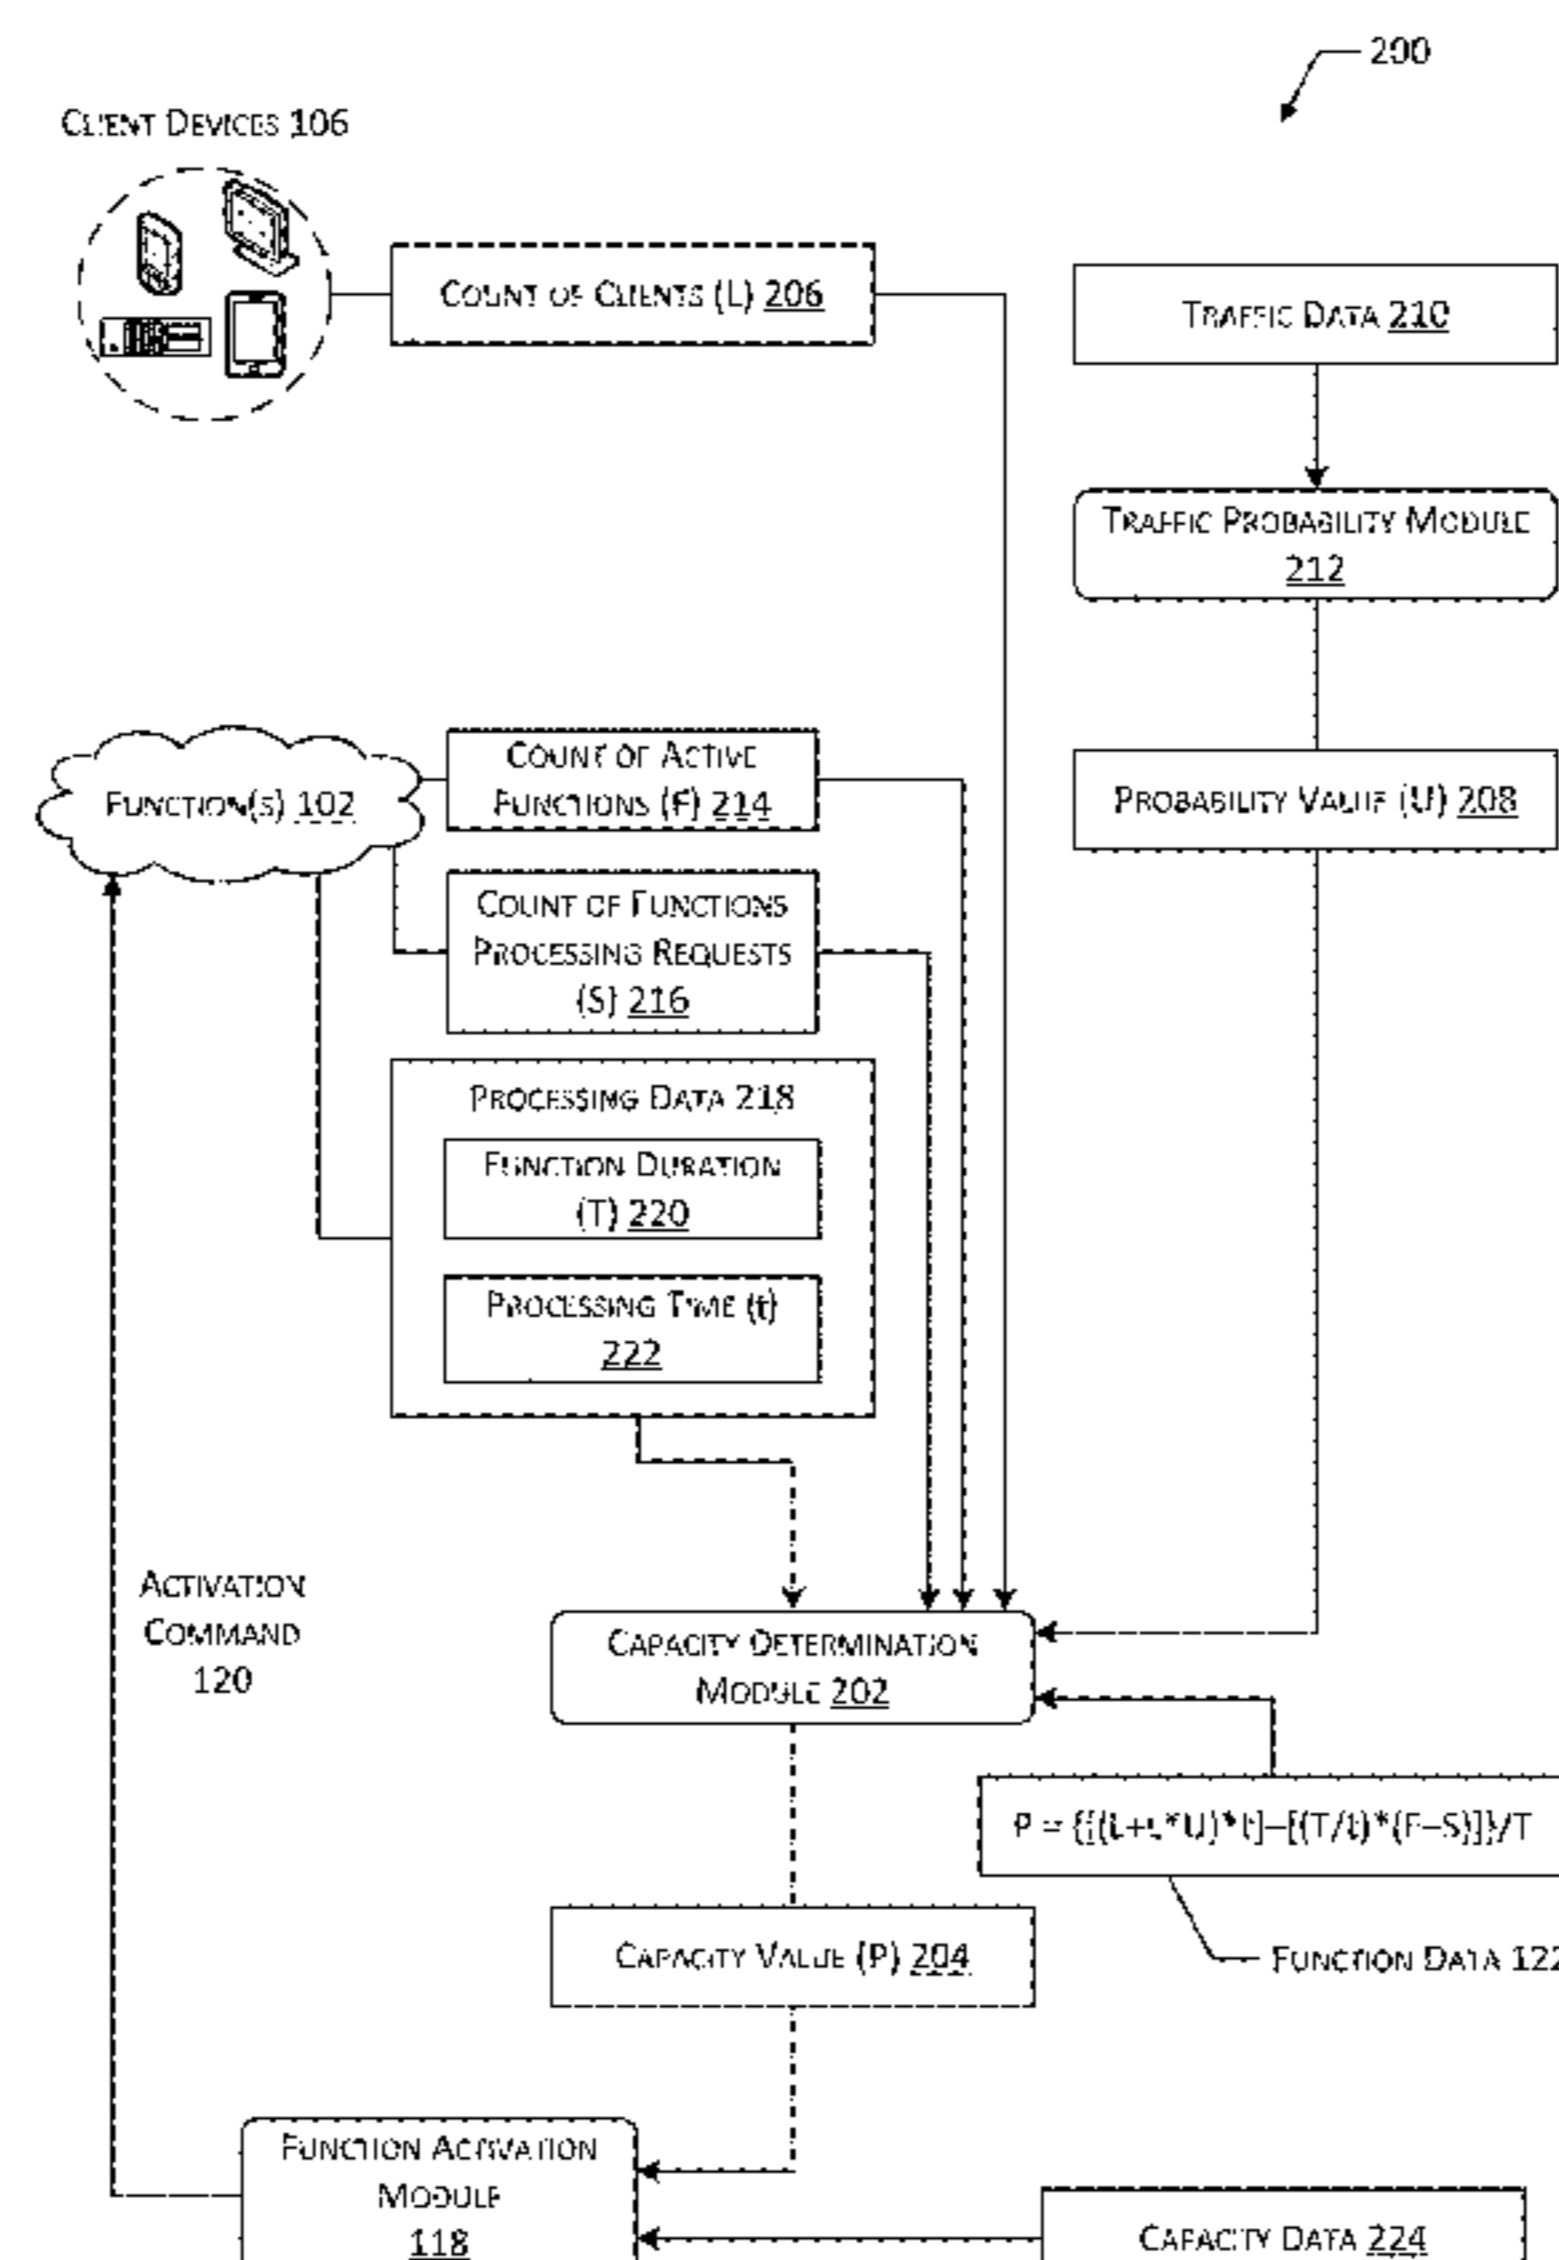 200
CLIENT DEVICES 106
COUNT OF CLIENTS (L) 206
TRAFFIC DATA 210
TRAFFIC PROBABILITY MODULE
212
FUNCTION(S) 102
COUNT OF ACTIVE
FUNCTIONS (F) 214
PROBABILITY VALUE (U) 208
COUNT OF FUNCTIONS
PROCESSING REQUESTS
(S) 216
PROCESSING DATA 218
FUNCTION DURATION
(T) 220
PROCESSING TIME (t)
222
ACTIVATION
COMMAND
120
CAPACITY DETERMINATION
MODULE 202
P = {[(L+L*U)*t]–[(T/t)*(F–S)]}/T
CAPACITY VALUE (P) 204
FUNCTION DATA 122
FUNCTION ACTIVATION
MODULE
118
CAPACITY DATA 224